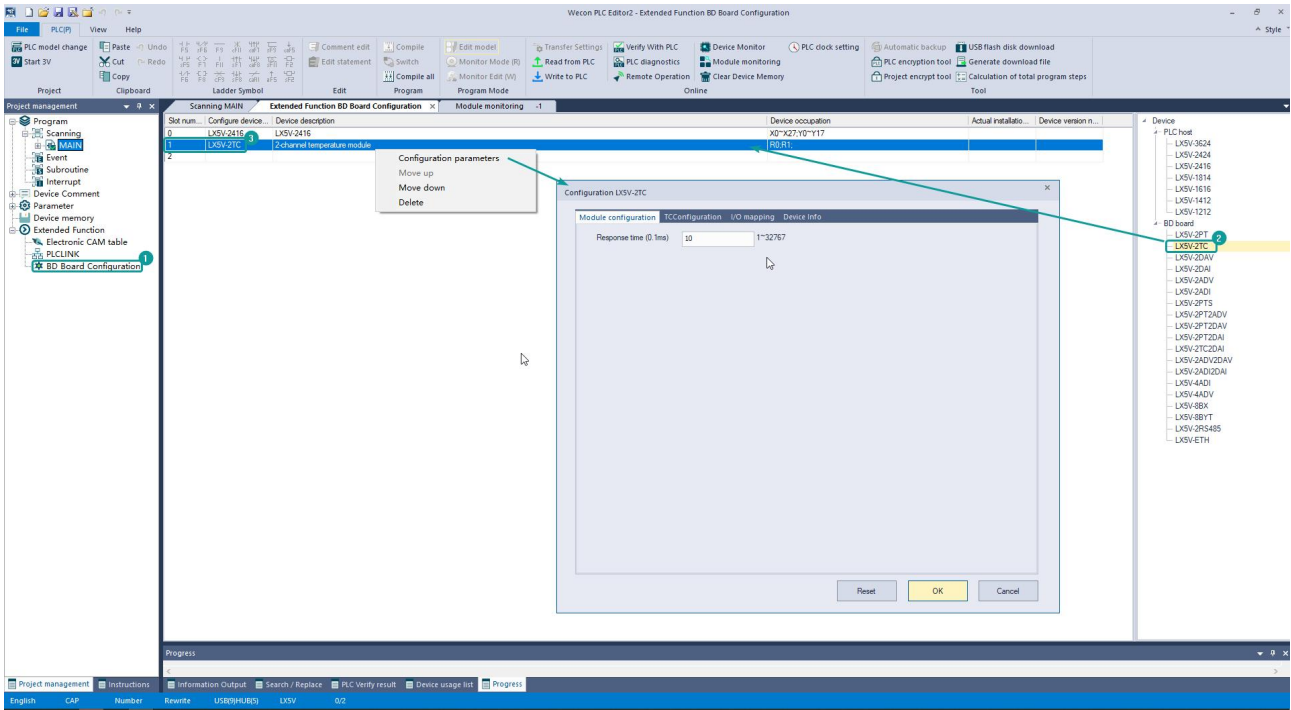 Wecon PLC Editor2 - Extended Function BD Board Configuration
File PLC(P) View Help
Style
PLC model change
Start 3V
Project
Paste Undo
Cut Redo
Copy
Clipboard
Ladder Symbol
Comment edit
Edit statement
Edit
Compile
Switch
Compile all
Program
Edit model
Monitor Mode (R)
Monitor Edit (W)
Program Mode
Transfer Settings
Read from PLC
Write to PLC
Verify With PLC
PLC diagnostics
Remote Operation
Device Monitor
Module monitoring
Clear Device Memory
PLC clock setting
Online
Automatic backup
PLC encryption tool
Project encrypt tool
USB flash disk download
Generate download file
Calculation of total program steps
Tool
Project management
Program
Scanning
MAIN
Event
Subroutine
Interrupt
Device Comment
Parameter
Device memory
Extended Function
Electronic CAM table
PLCLINK
BD Board Configuration
1
Scanning MAIN Extended Function BD Board Configuration × Module monitoring -1
Slot num... Configure device... Device description Device occupation Actual installatio... Device version n...
0 LX5V-2416 LX5V-2416 X0~X27;Y0~Y17
1 LX5V-2TC 2-channel temperature module R0;R1;
3
2
Configuration parameters
Move up
Move down
Delete
Configuration LX5V-2TC
Module configuration TCConfiguration I/O mapping Device Info
Response time (0.1ms) 10 1~32767
Reset OK Cancel
Device
PLC host
LX5V-3624
LX5V-2424
LX5V-2416
LX5V-1814
LX5V-1616
LX5V-1412
LX5V-1212
BD board
LX5V-2PT
LX5V-2TC
2
LX5V-2DAV
LX5V-2DAI
LX5V-2ADV
LX5V-2ADI
LX5V-2PTS
LX5V-2PT2ADV
LX5V-2PT2DAV
LX5V-2PT2DAI
LX5V-2TC2DAI
LX5V-2ADV2DAV
LX5V-2ADI2DAI
LX5V-4ADI
LX5V-4ADV
LX5V-8BX
LX5V-8BYT
LX5V-2RS485
LX5V-ETH
Progress
Project management Instructions Information Output Search / Replace PLC Verify result Device usage list Progress
English CAP Number Rewrite USB(9)HUB(5) LX5V 0/2